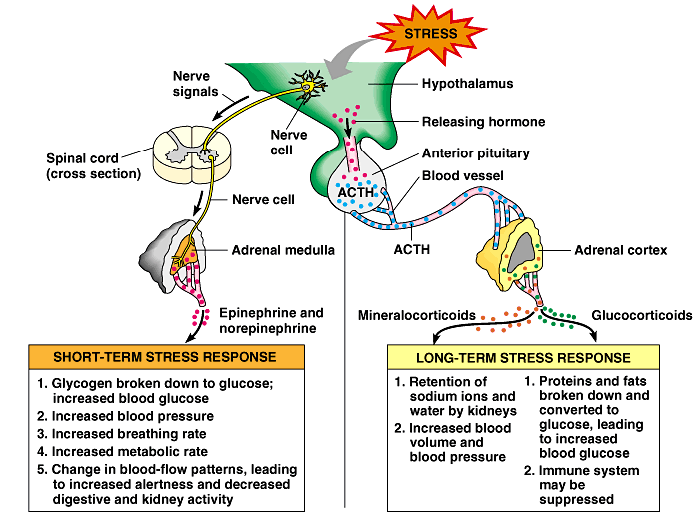 STRESS
Nerve
signals
Hypothalamus
Releasing hormone
Nerve
cell
Spinal cord
(cross section)
Anterior pituitary
Blood vessel
ACTH
Nerve cell
ACTH
Adrenal medulla
Adrenal cortex
Epinephrine and
norepinephrine
Mineralocorticoids
Glucocorticoids
SHORT-TERM STRESS RESPONSE
1. Glycogen broken down to glucose;
increased blood glucose
2. Increased blood pressure
3. Increased breathing rate
4. Increased metabolic rate
5. Change in blood-flow patterns, leading
to increased alertness and decreased
digestive and kidney activity
LONG-TERM STRESS RESPONSE
1. Retention of
sodium ions and
water by kidneys
2. Increased blood
volume and
blood pressure
1. Proteins and fats
broken down and
converted to
glucose, leading
to increased
blood glucose
2. Immune system
may be
suppressed